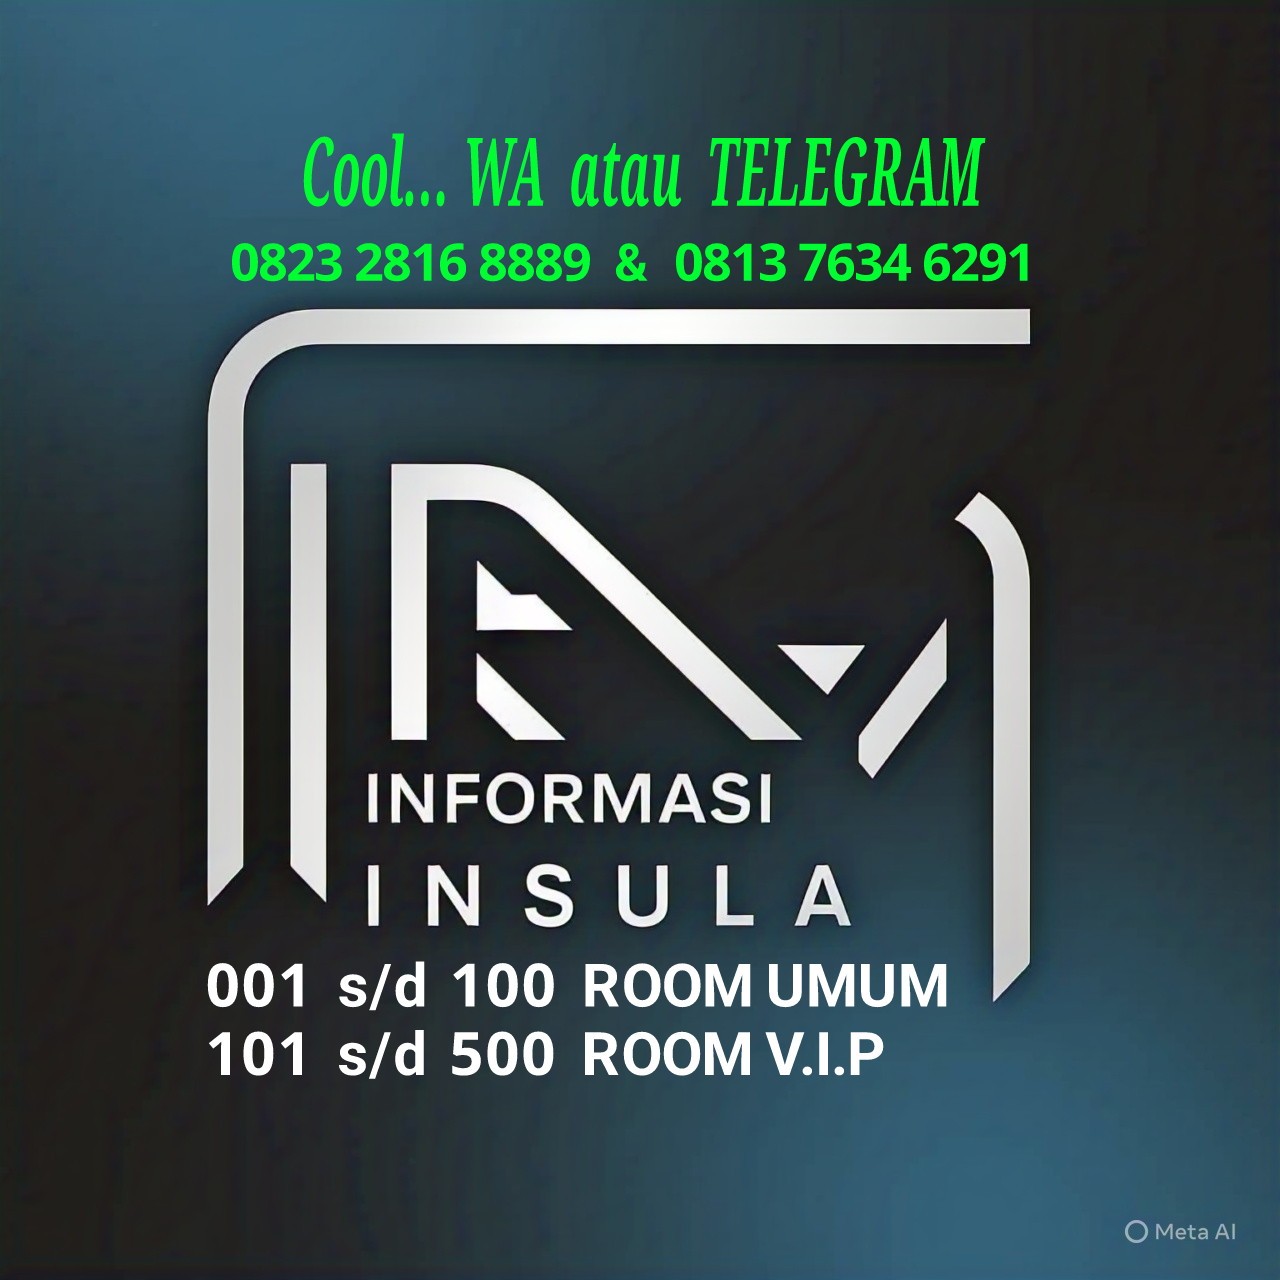 Cool... WA atau TELEGRAM
0823 2816 8889 & 0813 7634 6291
INFORMASI
INSULA
001 s/d 100 ROOM UMUM
101 s/d 500 ROOM V.I.P
Meta AI